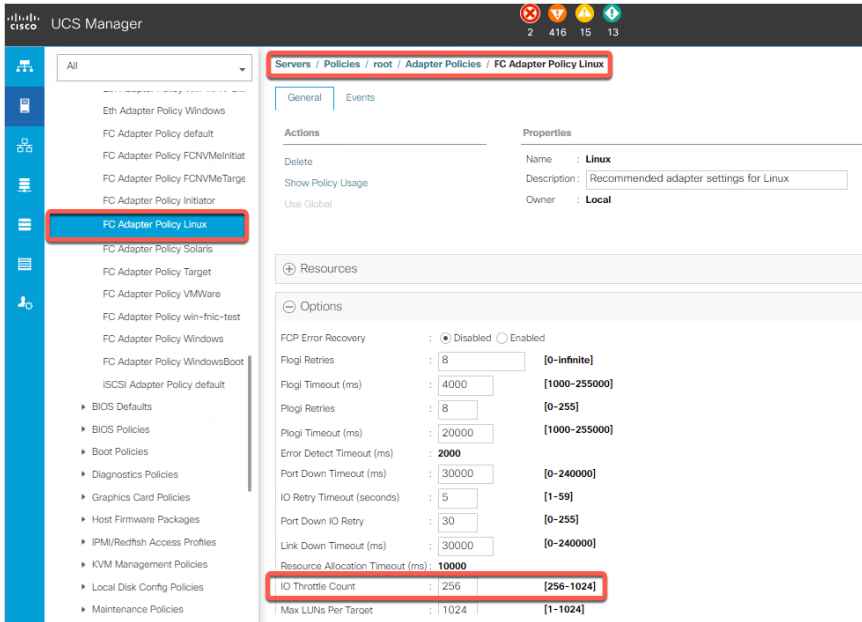 cisco UCS Manager
2 416 15 13
All
Servers / Policies / root / Adapter Policies / FC Adapter Policy Linux
General Events
Eth Adapter Policy Windows
FC Adapter Policy default
FC Adapter Policy FCNVMeInitiat
FC Adapter Policy FCNVMeTarge
FC Adapter Policy Initiator
FC Adapter Policy Linux
FC Adapter Policy Solaris
FC Adapter Policy Target
FC Adapter Policy VMWare
FC Adapter Policy win-fnic-test
FC Adapter Policy Windows
FC Adapter Policy WindowsBoot
iSCSI Adapter Policy default
BIOS Defaults
BIOS Policies
Boot Policies
Diagnostics Policies
Graphics Card Policies
Host Firmware Packages
IPMI/Redfish Access Profiles
KVM Management Policies
Local Disk Config Policies
Maintenance Policies
Actions
Delete
Show Policy Usage
Use Global
Properties
Name : Linux
Description : Recommended adapter settings for Linux
Owner : Local
Resources
Options
FCP Error Recovery : Disabled Enabled
Flogi Retries : 8 [0-infinite]
Flogi Timeout (ms) : 4000 [1000-255000]
Plogi Retries : 8 [0-255]
Plogi Timeout (ms) : 20000 [1000-255000]
Error Detect Timeout (ms) : 2000
Port Down Timeout (ms) : 30000 [0-240000]
IO Retry Timeout (seconds) : 5 [1-59]
Port Down IO Retry : 30 [0-255]
Link Down Timeout (ms) : 30000 [0-240000]
Resource Allocation Timeout (ms) : 10000
IO Throttle Count : 256 [256-1024]
Max LUNs Per Target : 1024 [1-1024]